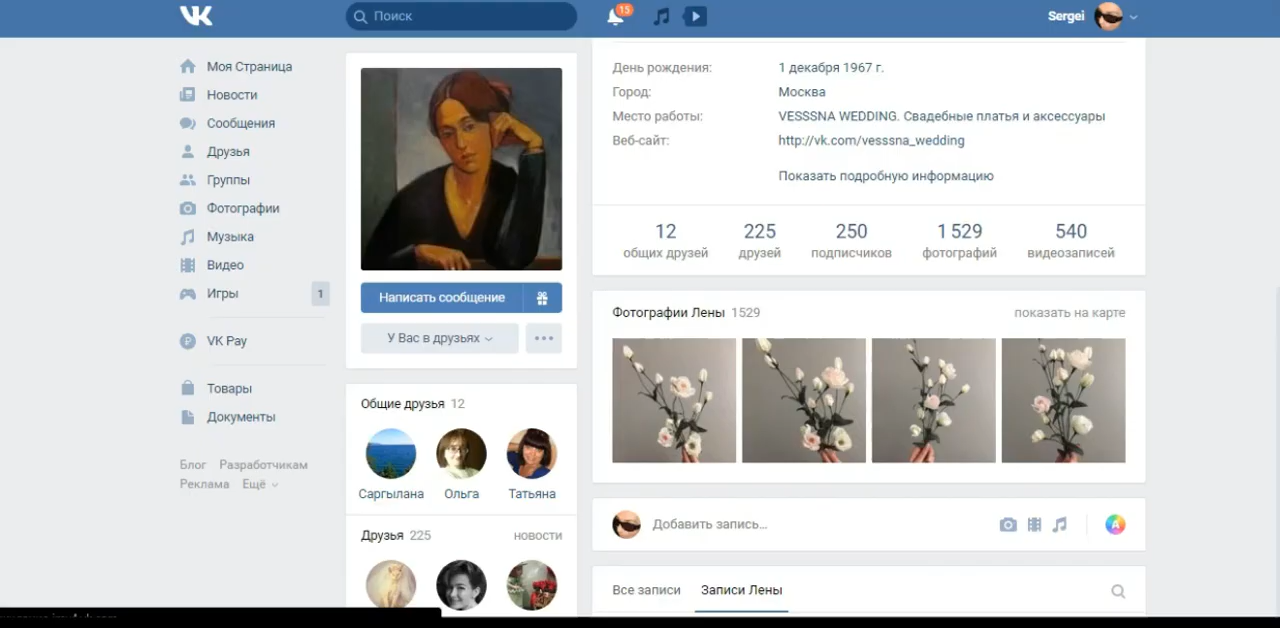 VK
Поиск
15
Sergei
Моя Страница
Новости
Сообщения
Друзья
Группы
Фотографии
Музыка
Видео
Игры 1
VK Pay
Товары
Документы
Блог Разработчикам
Реклама Ещё
Написать сообщение
У Вас в друзьях
Общие друзья 12
Саргылана Ольга Татьяна
Друзья 225 новости
День рождения: 1 декабря 1967 г.
Город: Москва
Место работы: VESSSNA WEDDING. Свадебные платья и аксессуары
Веб-сайт: http://vk.com/vesssna_wedding
Показать подробную информацию
12 225 250 1 529 540
общих друзей друзей подписчиков фотографий видеозаписей
Фотографии Лены 1529 показать на карте
Добавить запись...
A
Все записи Записи Лены